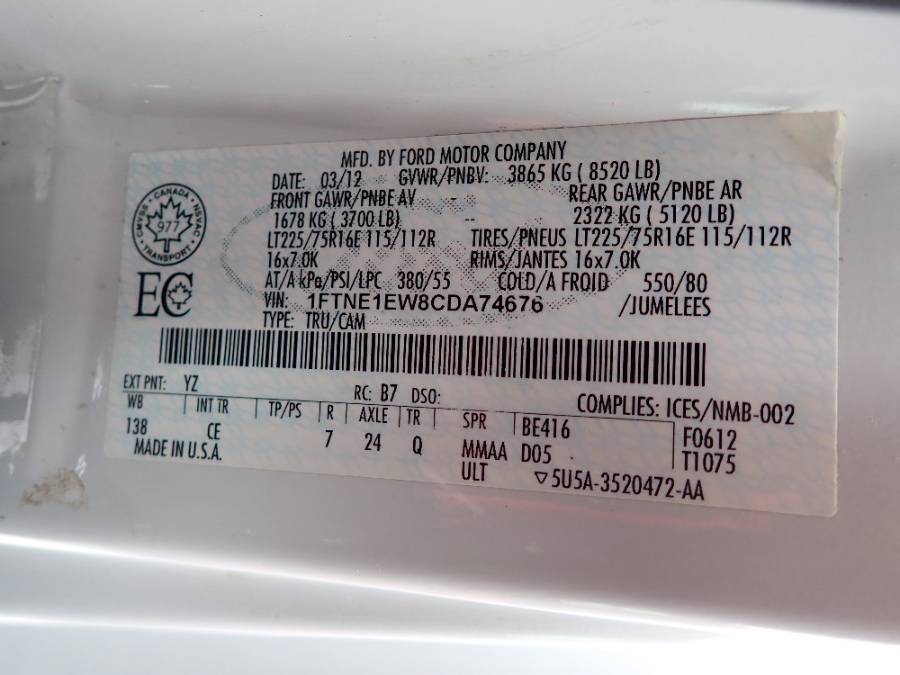 MFD. BY FORD MOTOR COMPANY
DATE: 03/12 GVWR/PNBV: 3865 KG ( 8520 LB)
FRONT GAWR/PNBE AV - REAR GAWR/PNBE AR
1678 KG ( 3700 LB) -- 2322 KG ( 5120 LB)
LT225/75R16E 115/112R TIRES/PNEUS LT225/75R16E 115/112R
16x7.0K RIMS/JANTES 16x7.0K
AT/A kPa/PSI/LPC 380/55 COLD/A FROID 550/80
VIN: 1FTNE1EW8CDA74676 /JUMELEES
TYPE: TRU/CAM
CANADA
CMVSS NSVAC
977
TRANSPORT
EC
EXT PNT: YZ RC: B7 DSO: COMPLIES: ICES/NMB-002
WB INT TR TP/PS R AXLE TR SPR BE416 F0612
138 CE 7 24 Q MMAA D05 T1075
MADE IN U.S.A. ULT ▽5U5A-3520472-AA